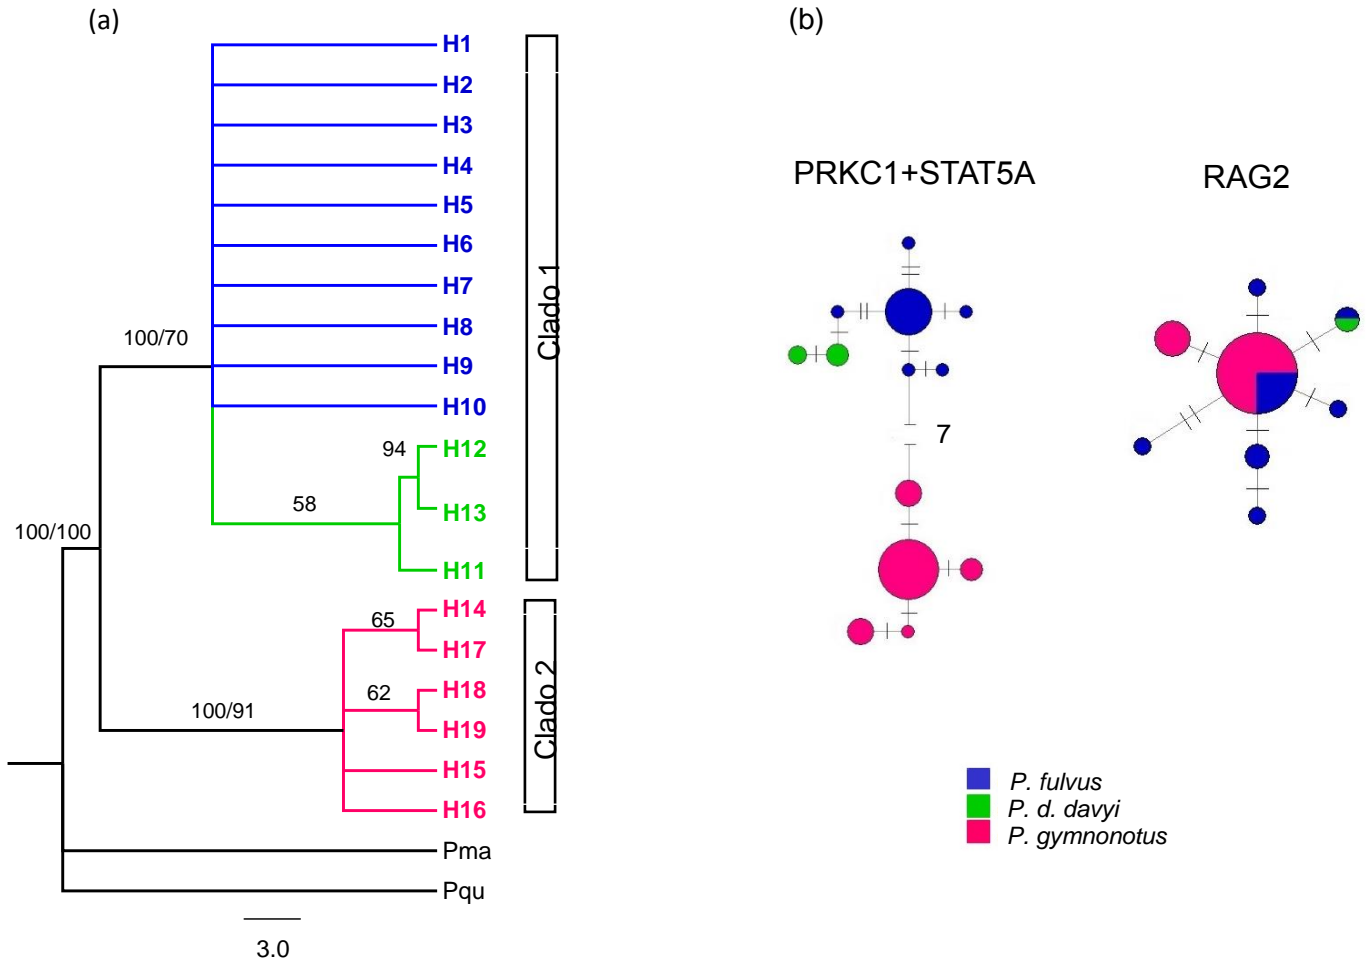 (a)
H1
H2
H3
H4
H5
H6
H7
H8
H9
H10
H12
H13
H11
H14
H17
H18
H19
H15
H16
Pma
Pqu
100/70
94
58
100/100
65
62
100/91
Clado 1
Clado 2
3.0
(b)
PRKC1+STAT5A
RAG2
7
P. fulvus
P. d. davyi
P. gymnonotus